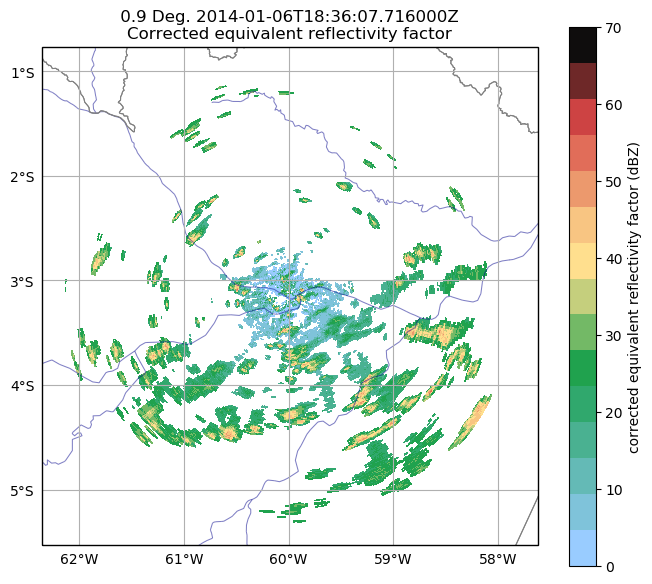 0.9 Deg. 2014-01-06T18:36:07.716000Z
Corrected equivalent reflectivity factor
1°S
2°S
3°S
4°S
5°S
62°W
61°W
60°W
59°W
58°W
70
60
50
40
30
20
10
0
corrected equivalent reflectivity factor (dBZ)